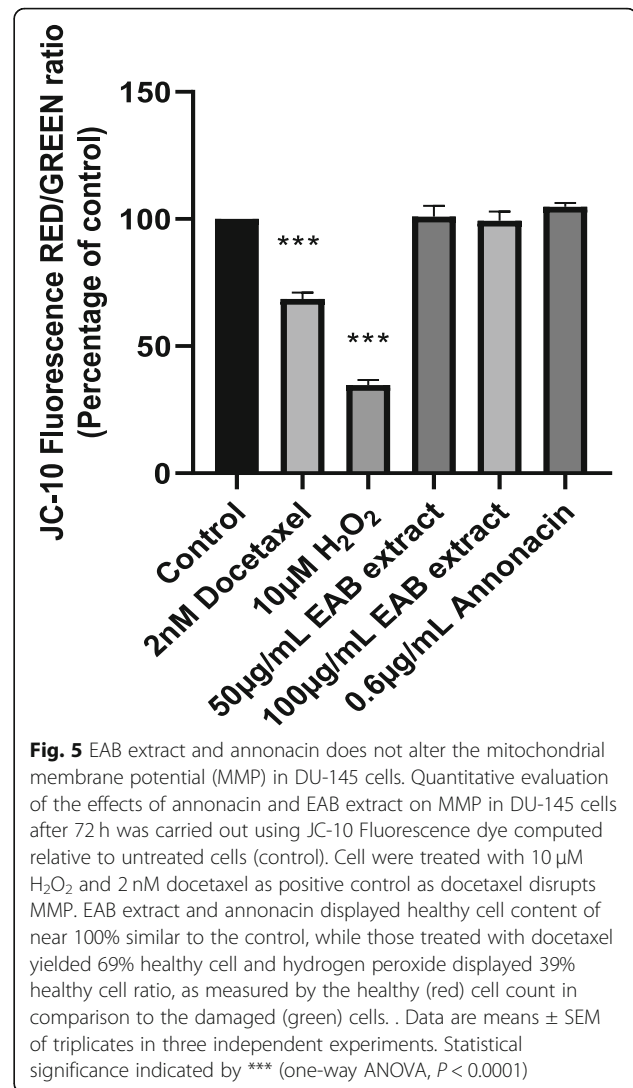 JC-10 Fluorescence RED/GREEN ratio
(Percentage of control)
150
100
50
0
***
***
Control
2nM Docetaxel
10µM H₂O₂
50µg/mL EAB extract
100µg/mL EAB extract
0.6µg/mL Annonacin
Fig. 5 EAB extract and annonacin does not alter the mitochondrial
membrane potential (MMP) in DU-145 cells. Quantitative evaluation
of the effects of annonacin and EAB extract on MMP in DU-145 cells
after 72 h was carried out using JC-10 Fluorescence dye computed
relative to untreated cells (control). Cell were treated with 10 µM
H₂O₂ and 2 nM docetaxel as positive control as docetaxel disrupts
MMP. EAB extract and annonacin displayed healthy cell content of
near 100% similar to the control, while those treated with docetaxel
yielded 69% healthy cell and hydrogen peroxide displayed 39%
healthy cell ratio, as measured by the healthy (red) cell count in
comparison to the damaged (green) cells. . Data are means ± SEM
of triplicates in three independent experiments. Statistical
significance indicated by *** (one-way ANOVA, P < 0.0001)